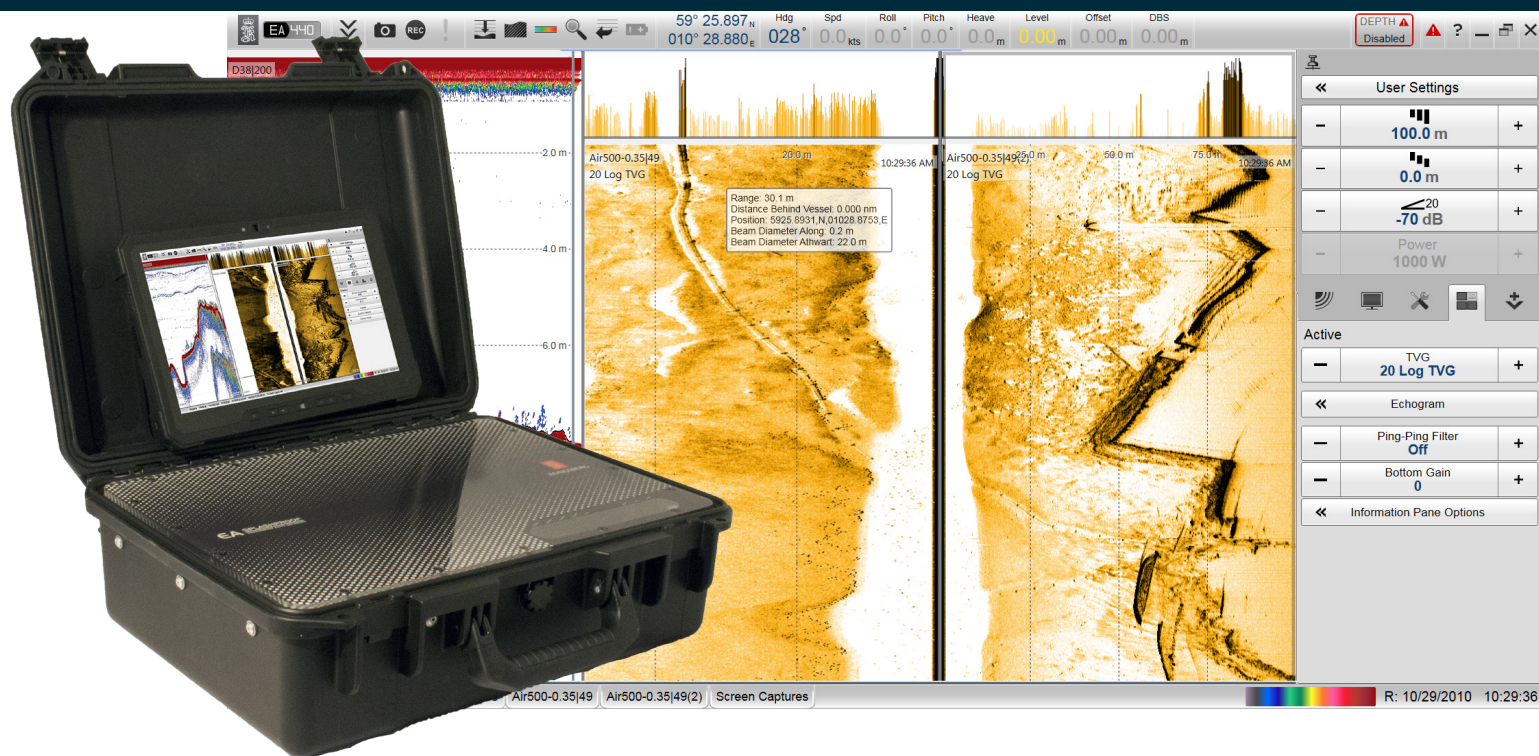 EA 440
REC
59° 25.897 N
010° 28.880 E
Hdg
028°
Spd
0.0 kts
Roll
0.0°
Pitch
0.0°
Heave
0.0 m
Level
0.00 m
Offset
0.00 m
DBS
0.00 m
DEPTH
Disabled
?
D38|200
2.0 m
4.0 m
6.0 m
Air500-0.35|49
20 Log TVG
20.0 m
10:29:36 AM
Range: 30.1 m
Distance Behind Vessel: 0.000 nm
Position: 5925.8931,N,01028.8753,E
Beam Diameter Along: 0.2 m
Beam Diameter Athwart: 22.0 m
Air500-0.35|49(2)
20 Log TVG
25.0 m
50.0 m
75.0 m
10:29:36 AM
User Settings
100.0 m
0.0 m
20
-70 dB
Power
1000 W
Active
TVG
20 Log TVG
Echogram
Ping-Ping Filter
Off
Bottom Gain
0
Information Pane Options
EA
Air500-0.35|49
Air500-0.35|49(2)
Screen Captures
R: 10/29/2010 10:29:36